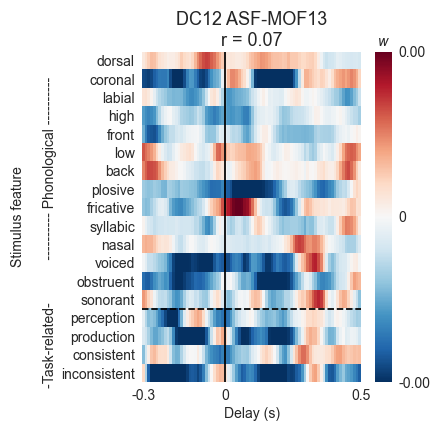 DC12 ASF-MOF13
r = 0.07
w
0.00
0
-0.00
Stimulus feature
---------- Phonological ----------
-Task-related-
dorsal
coronal
labial
high
front
low
back
plosive
fricative
syllabic
nasal
voiced
obstruent
sonorant
perception
production
consistent
inconsistent
-0.3
0
0.5
Delay (s)